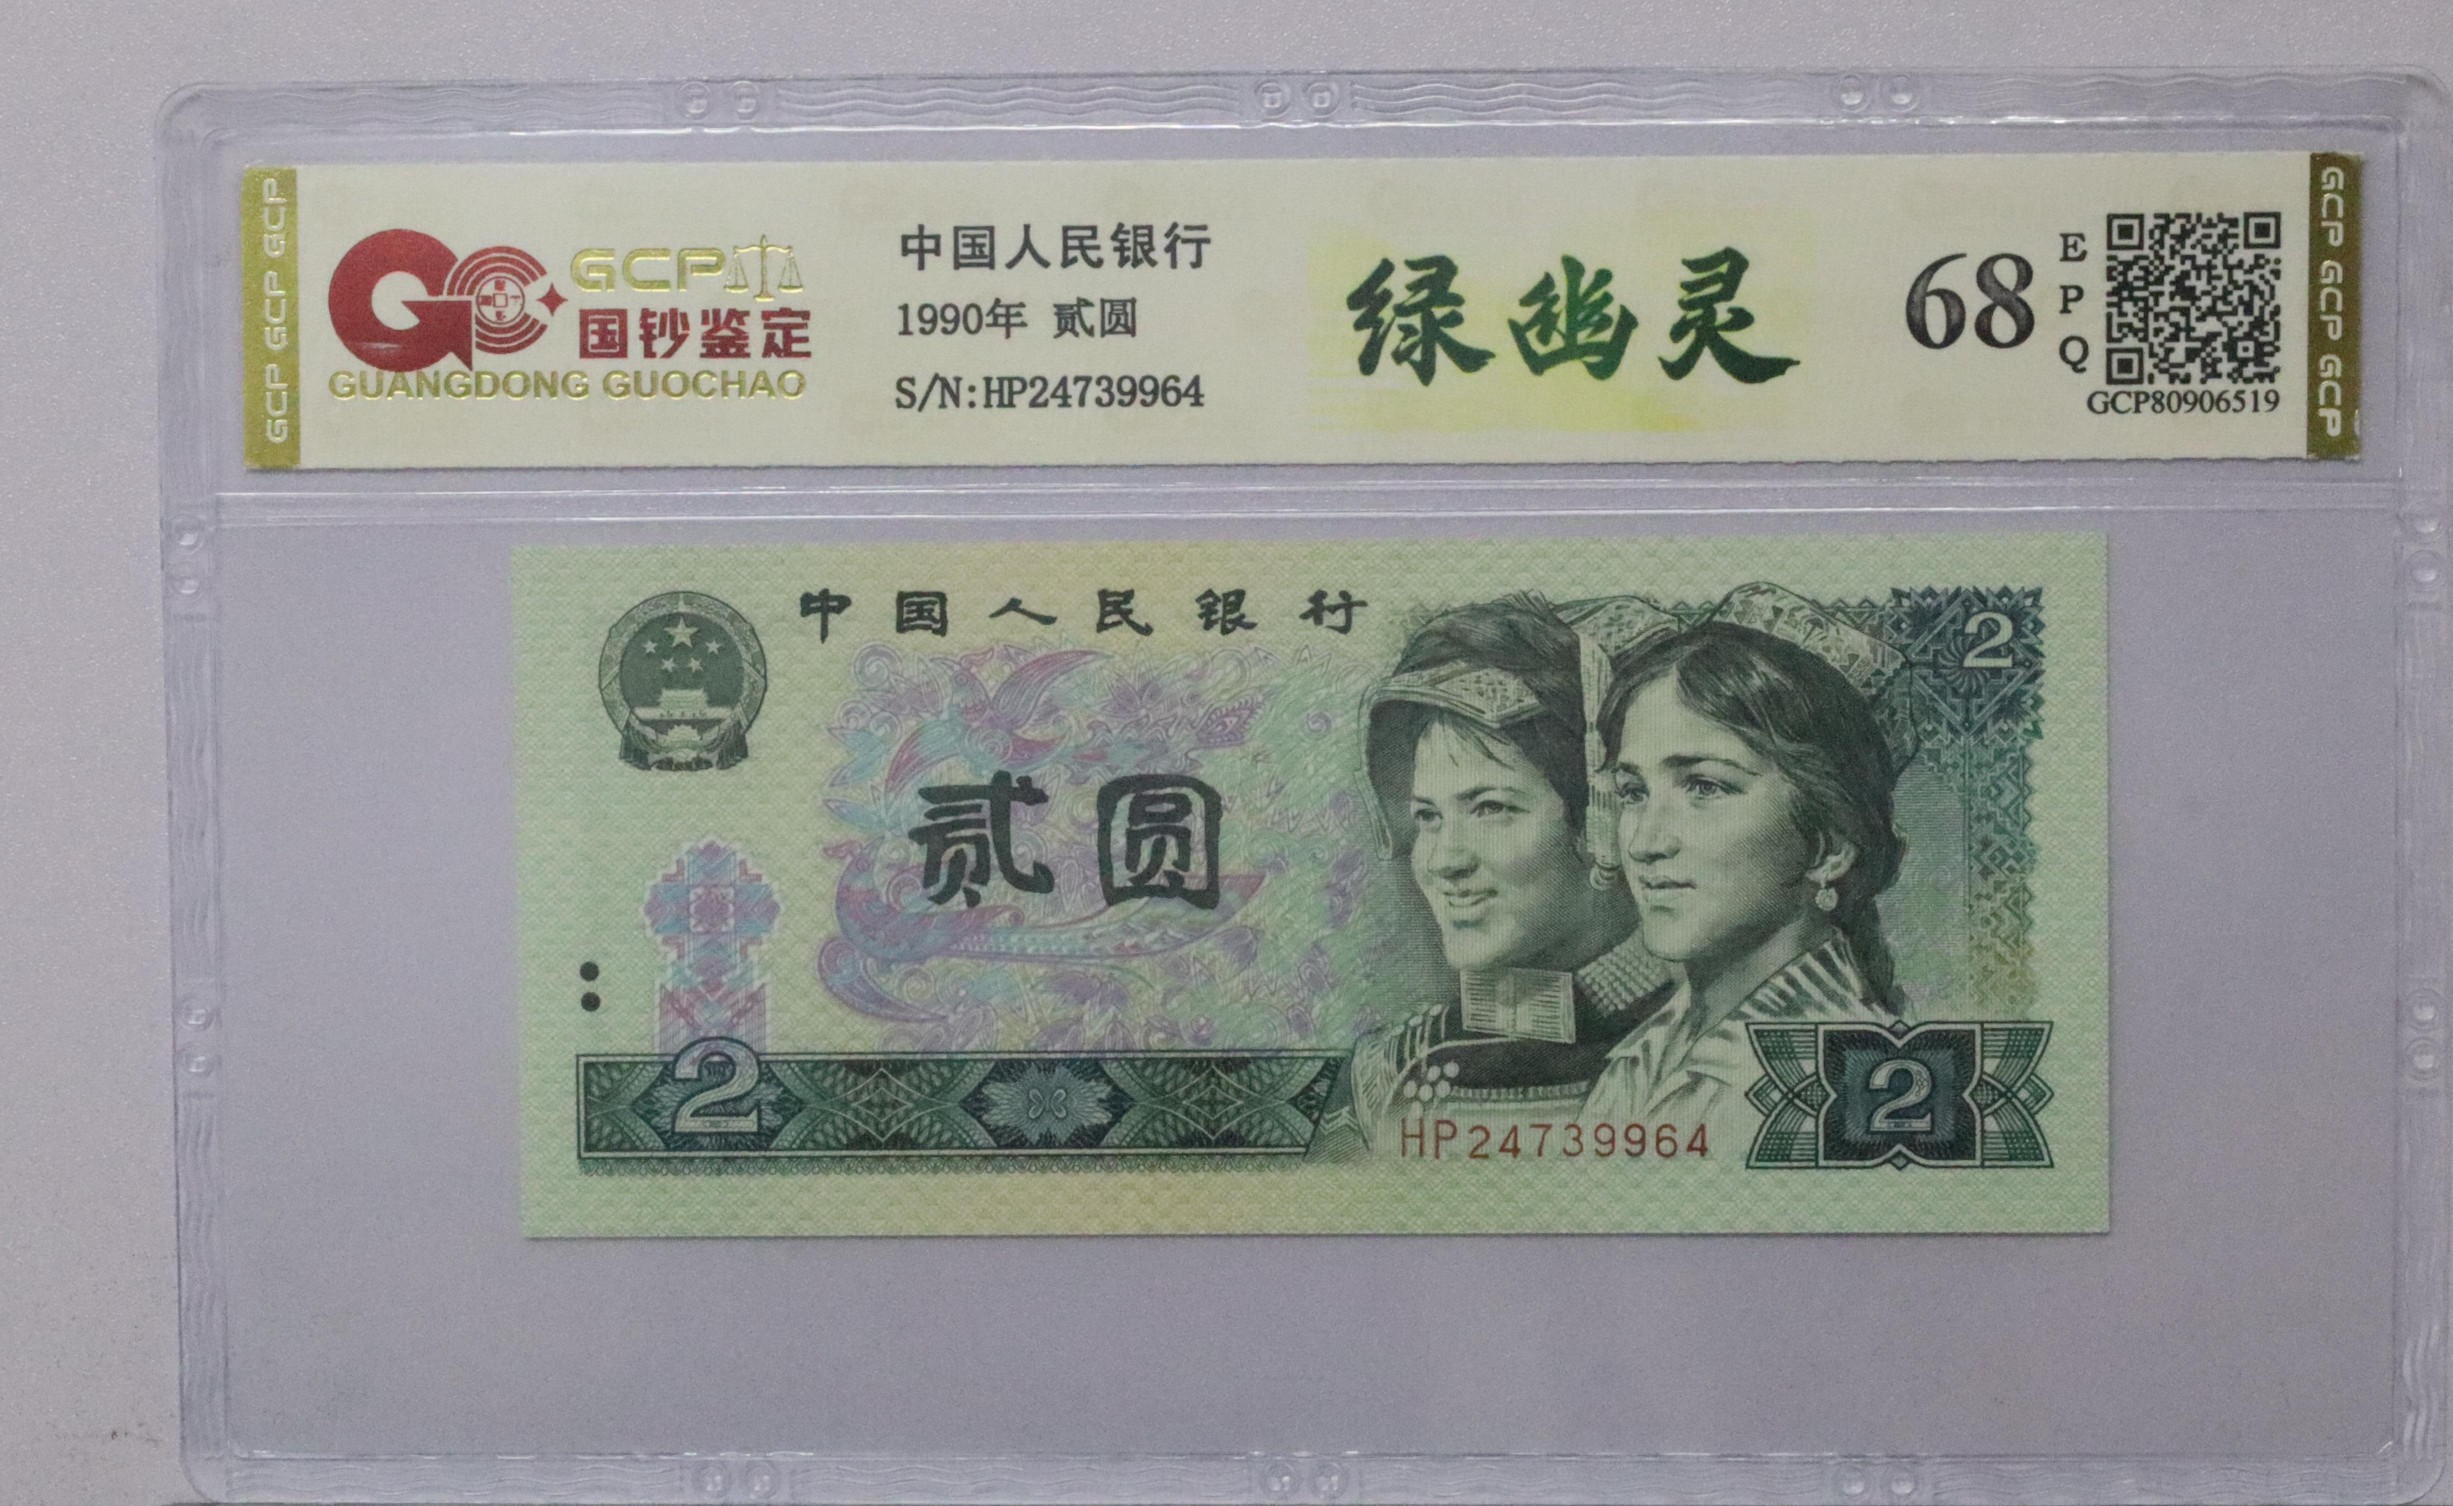 GCP GCP GCP
GCP
国钞鉴定
GUANGDONG GUOCHAO
中国人民银行
1990年 贰圆
S/N:HP24739964
绿幽灵
68
EPQ
GCP80906519
GCP GCP GCP
中国人民银行
2
贰圆
2
HP24739964
2